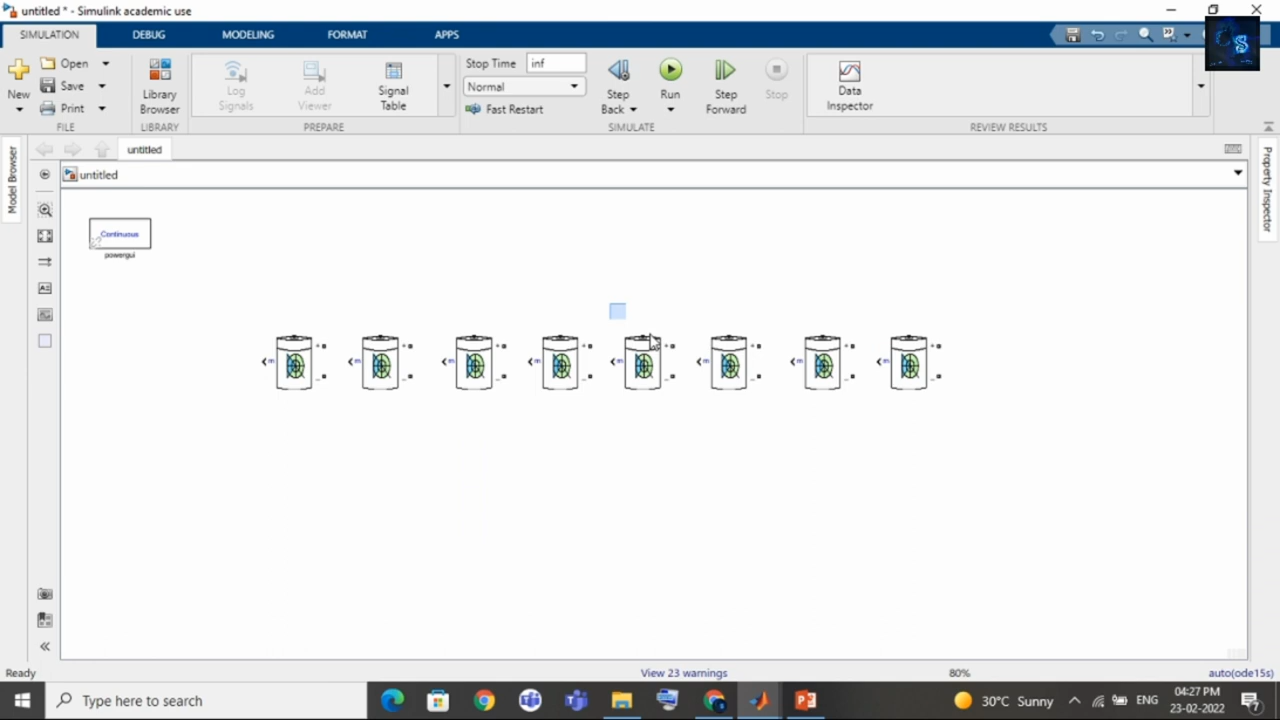 untitled * - Simulink academic use
SIMULATION DEBUG MODELING FORMAT APPS
S
New
Open
Save
Print
FILE
Library
Browser
LIBRARY
Log
Signals
Add
Viewer
Signal
Table
PREPARE
Stop Time inf
Normal
Fast Restart
Step
Back
Run
Step
Forward
Stop
SIMULATE
Data
Inspector
REVIEW RESULTS
Model Browser
untitled
untitled
Property Inspector
Continuous
powergui
m + m + m + m + m + m + m + m +
- - - - - - - -
Ready View 23 warnings 80% auto(ode15s)
Type here to search
30°C Sunny
ENG
04:27 PM
23-02-2022
7